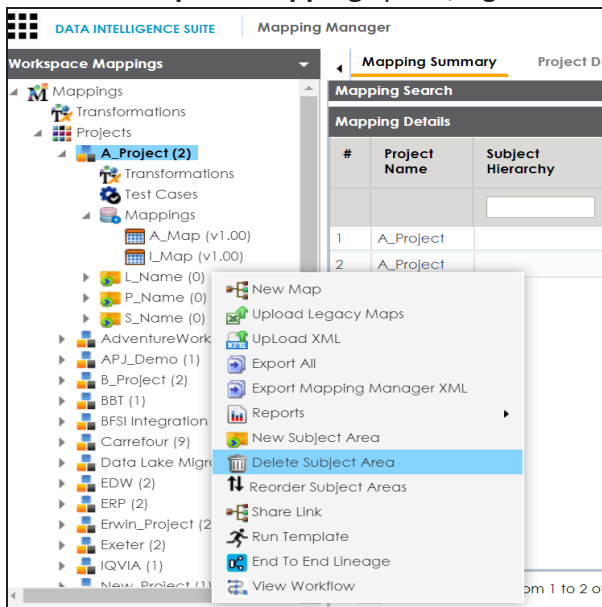 DATA INTELLIGENCE SUITE Mapping Manager
Workspace Mappings
Mappings
Transformations
Projects
A_Project (2)
Transformations
Test Cases
Mappings
A_Map (v1.00)
I_Map (v1.00)
L_Name (0)
P_Name (0)
S_Name (0)
AdventureWork
APJ_Demo (1)
B_Project (2)
BBT (1)
BFSI Integration
Carrefour (9)
Data Lake Migr
EDW (2)
ERP (2)
Erwin_Project (2
Exeter (2)
IQVIA (1)
New_Project (1)
Mapping Summary Project D
Mapping Search
Mapping Details
# Project Name Subject Hierarchy
1 A_Project
2 A_Project
New Map
Upload Legacy Maps
UpLoad XML
Export All
Export Mapping Manager XML
Reports
New Subject Area
Delete Subject Area
Reorder Subject Areas
Share Link
Run Template
End To End Lineage
View Workflow
om 1 to 2 o